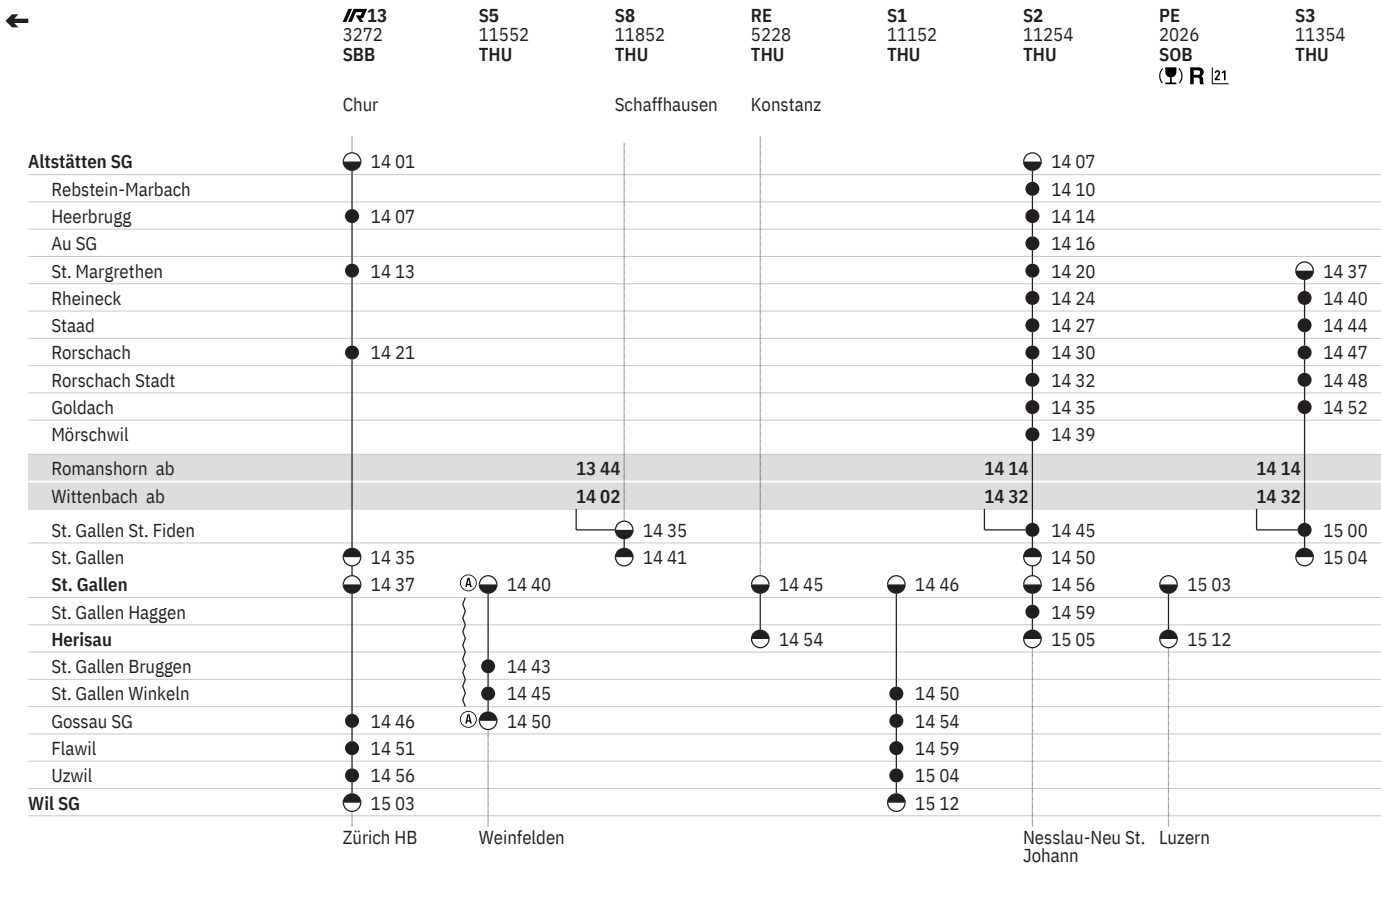 IR13 S5 S8 RE S1 S2 PE S3
3272 11552 11852 5228 11152 11254 2026 11354
SBB THU THU THU THU THU SOB THU
R 21
Chur Schaffhausen Konstanz
Altstätten SG 14 01 14 07
Rebstein-Marbach 14 10
Heerbrugg 14 07 14 14
Au SG 14 16
St. Margrethen 14 13 14 20 14 37
Rheineck 14 24 14 40
Staad 14 27 14 44
Rorschach 14 21 14 30 14 47
Rorschach Stadt 14 32 14 48
Goldach 14 35 14 52
Mörschwil 14 39
Romanshorn ab 13 44 14 14 14 14
Wittenbach ab 14 02 14 32 14 32
St. Gallen St. Fiden 14 35 14 45 15 00
St. Gallen 14 35 14 41 14 50 15 04
St. Gallen 14 37 A 14 40 14 45 14 46 14 56 15 03
St. Gallen Haggen 14 59
Herisau 14 54 15 05 15 12
St. Gallen Bruggen 14 43
St. Gallen Winkeln 14 45 14 50
Gossau SG 14 46 A 14 50 14 54
Flawil 14 51 14 59
Uzwil 14 56 15 04
Wil SG 15 03 15 12
Zürich HB Weinfelden Nesslau-Neu St. Luzern
Johann